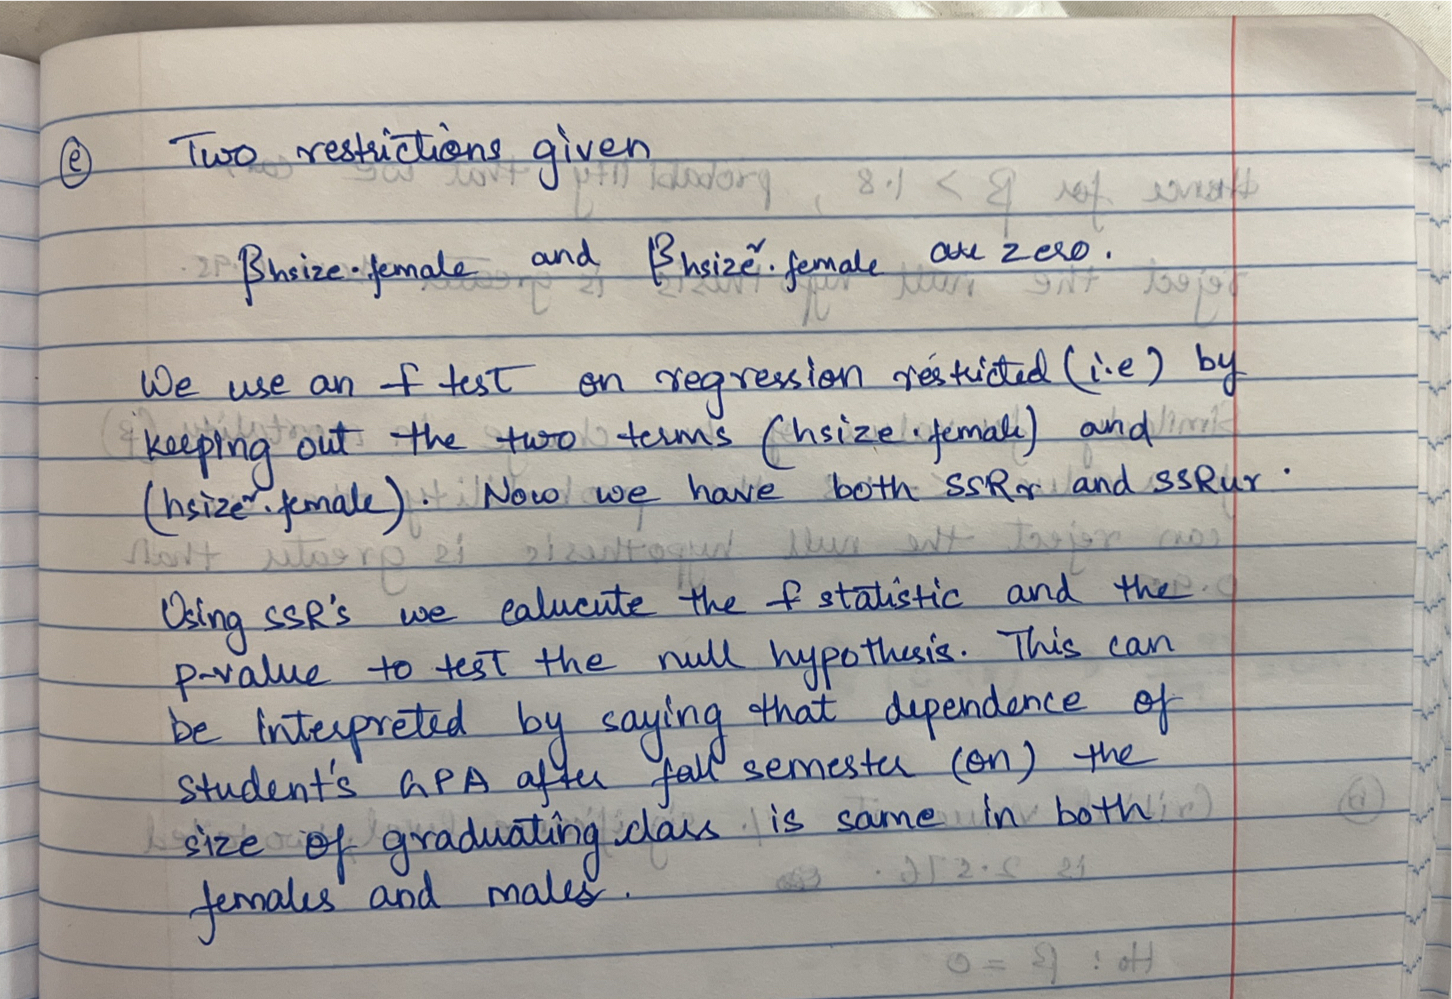 ⓔ Two restrictions given
βhsize·female and βhsize²·female are zero.
We use an f test on regression restricted (i.e) by
keeping out the two terms (hsize·female) and
(hsize²·female). Now we have both SSRr and SSRur.
Using SSR's we calucute the f statistic and the
p-value to test the null hypothesis. This can
be interpreted by saying that dependence of
student's GPA after fall semester (on) the
size of graduating class is same in both
females and males.